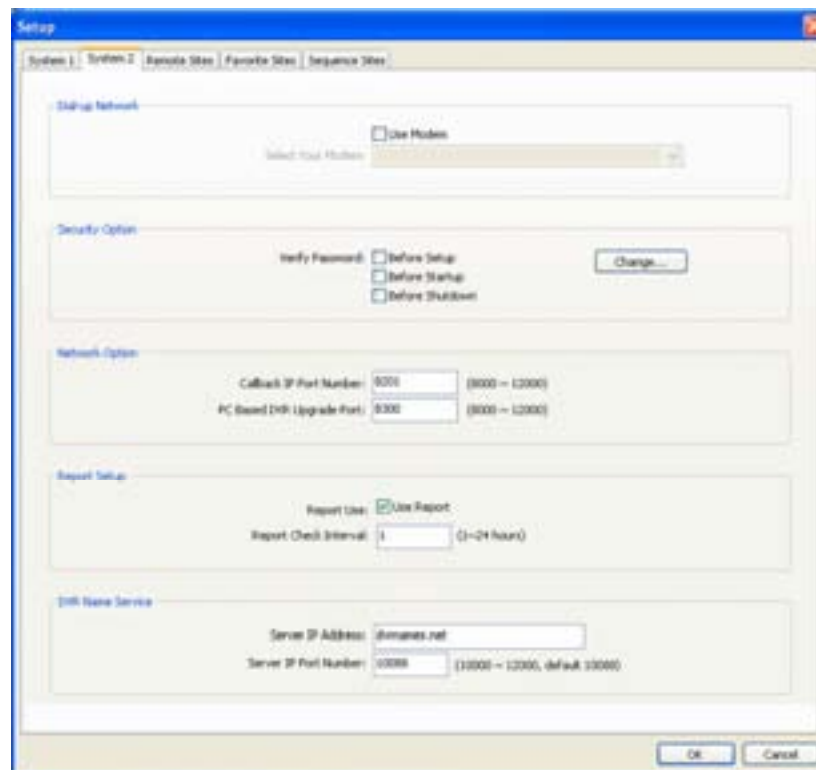 Setup
System 1 System 2 Remote Sites Favorite Sites Sequence Sites
Dial-up Network
Use Modem
Select Your Modem
Security Option
Verify Password: Before Setup Change...
Before Startup
Before Shutdown
Network Option
Callback IP Port Number: 8201 (8000 ~ 12000)
PC Based DVR Upgrade Port: 8300 (8000 ~ 12000)
Report Setup
Report Use: Use Report
Report Check Interval: 1 (1~24 hours)
DVR Name Service
Server IP Address: dvrnames.net
Server IP Port Number: 10088 (10000 ~ 12000, default 10088)
OK Cancel